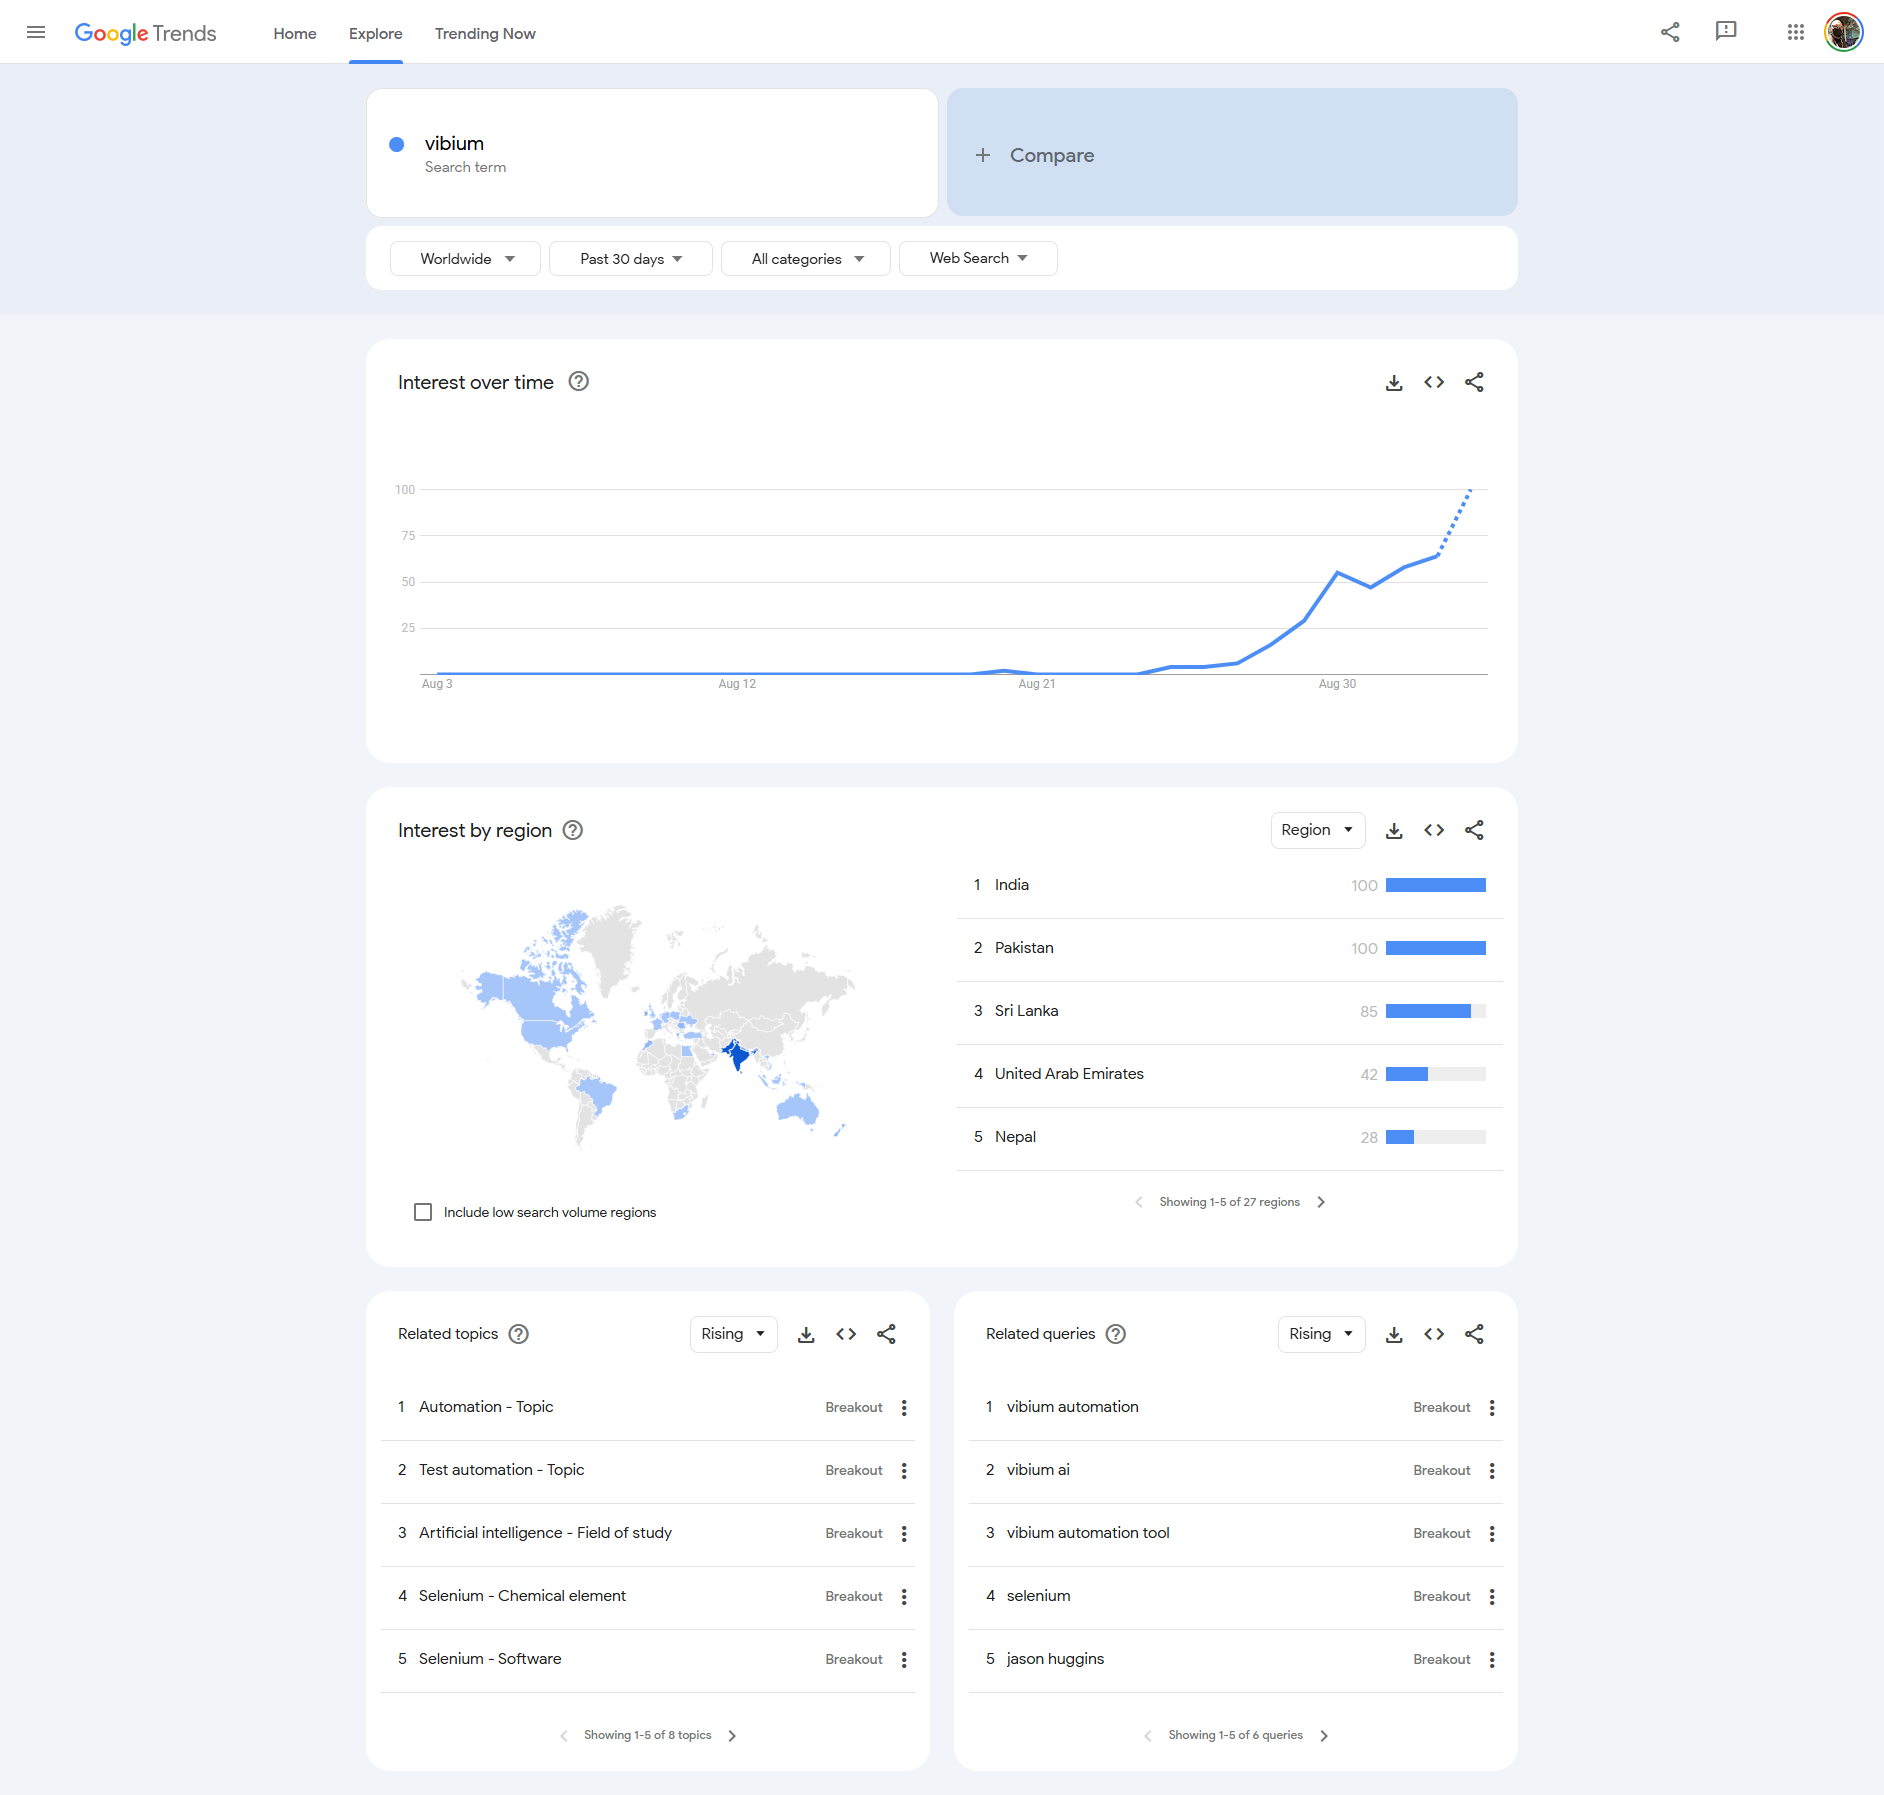 Google Trends
Home
Explore
Trending Now
vibium
Search term
+ Compare
Worldwide
Past 30 days
All categories
Web Search
Interest over time
100
75
50
25
Aug 3
Aug 12
Aug 21
Aug 30
Interest by region
Region
1 India 100
2 Pakistan 100
3 Sri Lanka 85
4 United Arab Emirates 42
5 Nepal 28
Showing 1-5 of 27 regions
Include low search volume regions
Related topics
Rising
1 Automation - Topic Breakout
2 Test automation - Topic Breakout
3 Artificial intelligence - Field of study Breakout
4 Selenium - Chemical element Breakout
5 Selenium - Software Breakout
Showing 1-5 of 8 topics
Related queries
Rising
1 vibium automation Breakout
2 vibium ai Breakout
3 vibium automation tool Breakout
4 selenium Breakout
5 jason huggins Breakout
Showing 1-5 of 6 queries